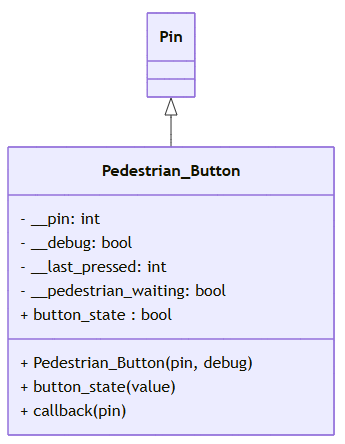 Pin
Pedestrian_Button
- __pin: int
- __debug: bool
- __last_pressed: int
- __pedestrian_waiting: bool
+ button_state : bool
+ Pedestrian_Button(pin, debug)
+ button_state(value)
+ callback(pin)